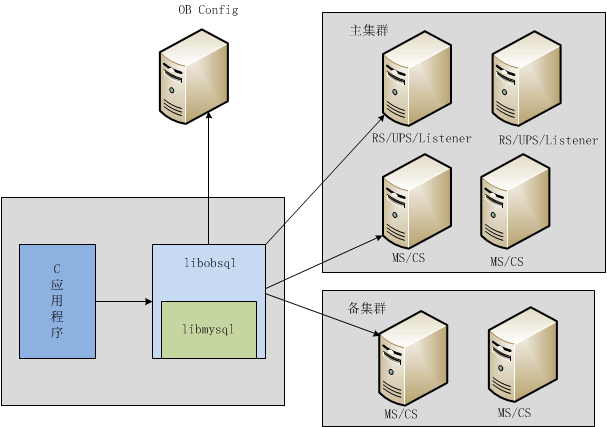 OB Config
主集群
RS/UPS/Listener
RS/UPS/Listener
MS/CS
MS/CS
C
应
用
程
序
libobsql
libmysql
备集群
MS/CS
MS/CS